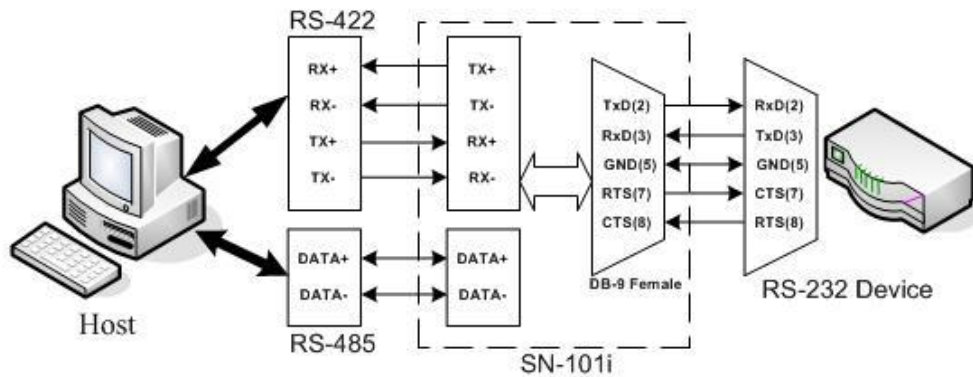 RS-422
RX+
RX-
TX+
TX-
TX+
TX-
RX+
RX-
TxD(2)
RxD(3)
GND(5)
RTS(7)
CTS(8)
DB-9 Female
RxD(2)
TxD(3)
GND(5)
CTS(7)
RTS(8)
RS-232 Device
Host
DATA+
DATA-
RS-485
DATA+
DATA-
SN-101i